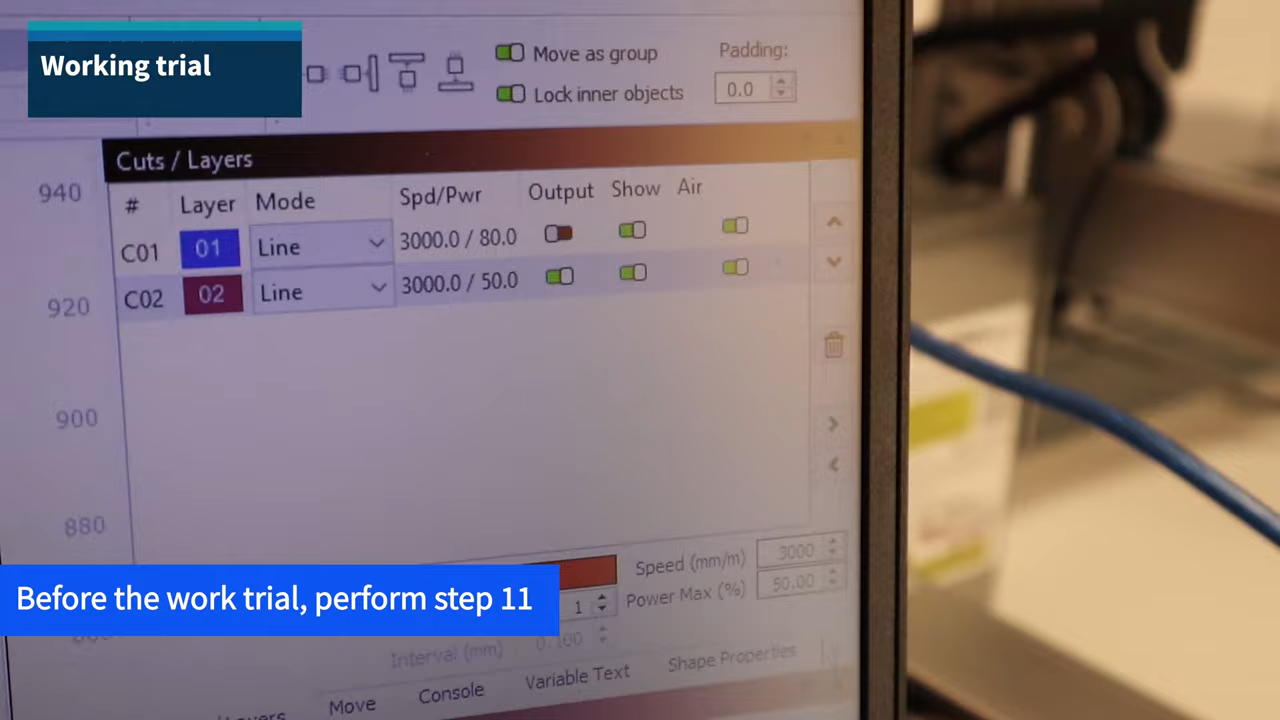 Working trial
Move as group
Padding:
Lock inner objects
0.0
Cuts / Layers
# Layer Mode Spd/Pwr Output Show Air
C01 01 Line 3000.0 / 80.0
C02 02 Line 3000.0 / 50.0
940
920
900
880
Speed (mm/m) 3000
1 Power Max (%) 50.00
Before the work trial, perform step 11
Interval (mm) 0.100
Move Console Variable Text Shape Properties